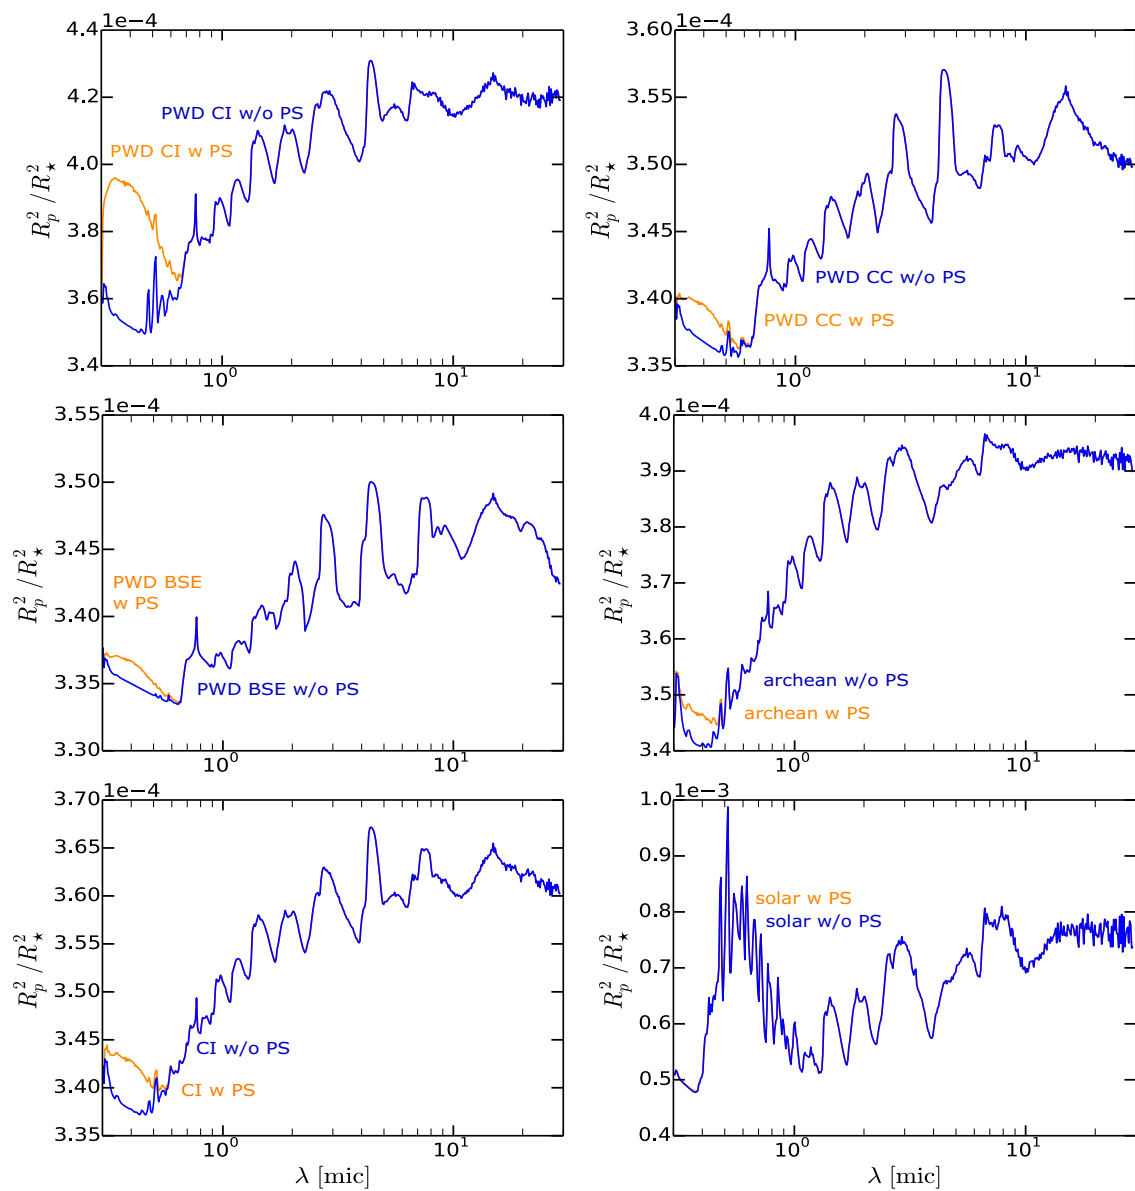 1e−4
4.4
4.2
4.0
3.8
3.6
3.4
R_p^2/R_⋆^2
PWD CI w/o PS
PWD CI w PS
10^0
10^1
1e−4
3.60
3.55
3.50
3.45
3.40
3.35
R_p^2/R_⋆^2
PWD CC w/o PS
PWD CC w PS
10^0
10^1
1e−4
3.55
3.50
3.45
3.40
3.35
3.30
R_p^2/R_⋆^2
PWD BSE
w PS
PWD BSE w/o PS
10^0
10^1
1e−4
4.0
3.9
3.8
3.7
3.6
3.5
3.4
R_p^2/R_⋆^2
archean w/o PS
archean w PS
10^0
10^1
1e−4
3.70
3.65
3.60
3.55
3.50
3.45
3.40
3.35
R_p^2/R_⋆^2
CI w/o PS
CI w PS
10^0
10^1
λ [mic]
1e−3
1.0
0.9
0.8
0.7
0.6
0.5
0.4
R_p^2/R_⋆^2
solar w PS
solar w/o PS
10^0
10^1
λ [mic]